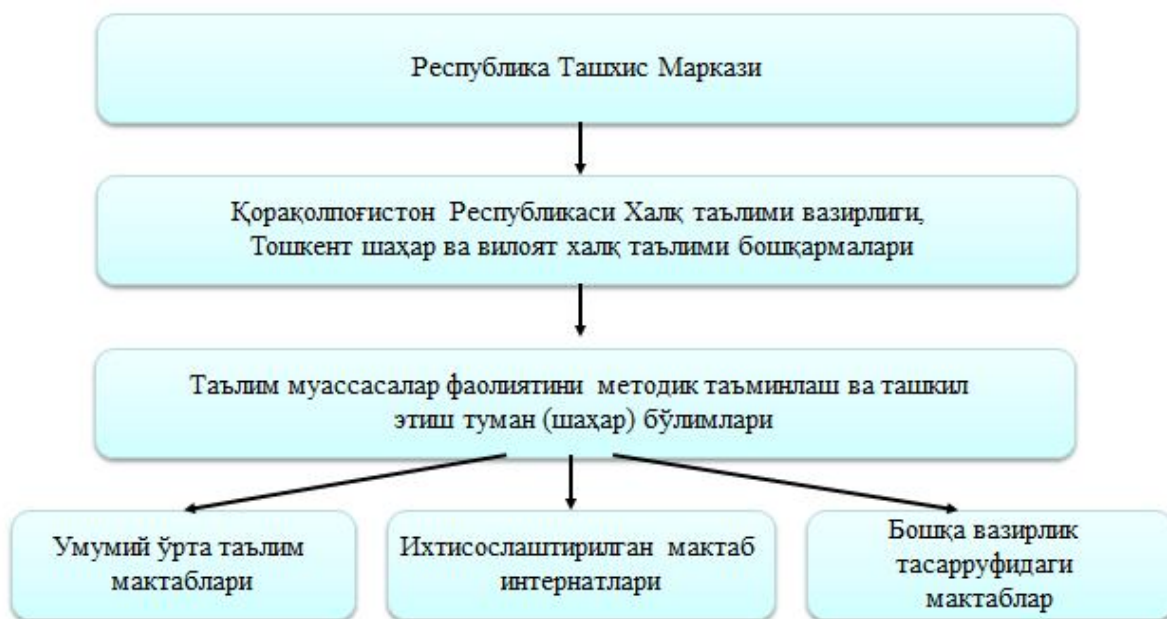 Республика Ташхис Маркази
Қорақолпоғистон Республикаси Халқ таълими вазирлиги,
Тошкент шаҳар ва вилоят халқ таълими бошқармалари
Таълим муассасалар фаолиятини методик таъминлаш ва ташкил
этиш туман (шаҳар) бўлимлари
Умумий ўрта таълим
мактаблари
Ихтисослаштирилган мактаб
интернатлари
Бошқа вазирлик
тасарруфидаги
мактаблар